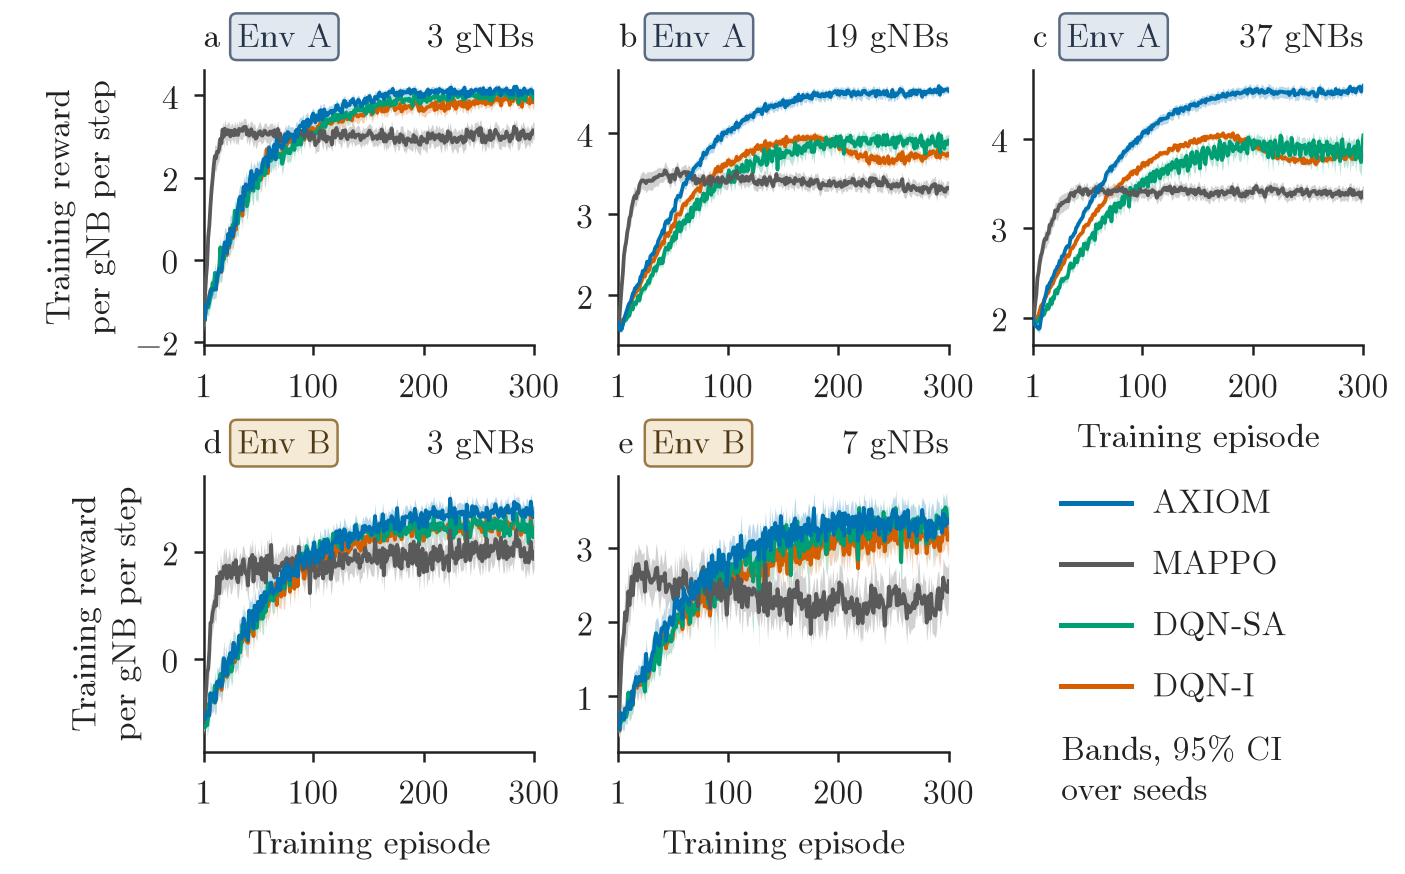 a Env A 3 gNBs
Training reward
per gNB per step
4
2
0
−2
1 100 200 300
b Env A 19 gNBs
4
3
2
1 100 200 300
c Env A 37 gNBs
4
3
2
1 100 200 300
Training episode
d Env B 3 gNBs
Training reward
per gNB per step
2
0
1 100 200 300
Training episode
e Env B 7 gNBs
3
2
1
1 100 200 300
Training episode
AXIOM
MAPPO
DQN-SA
DQN-I
Bands, 95% CI
over seeds